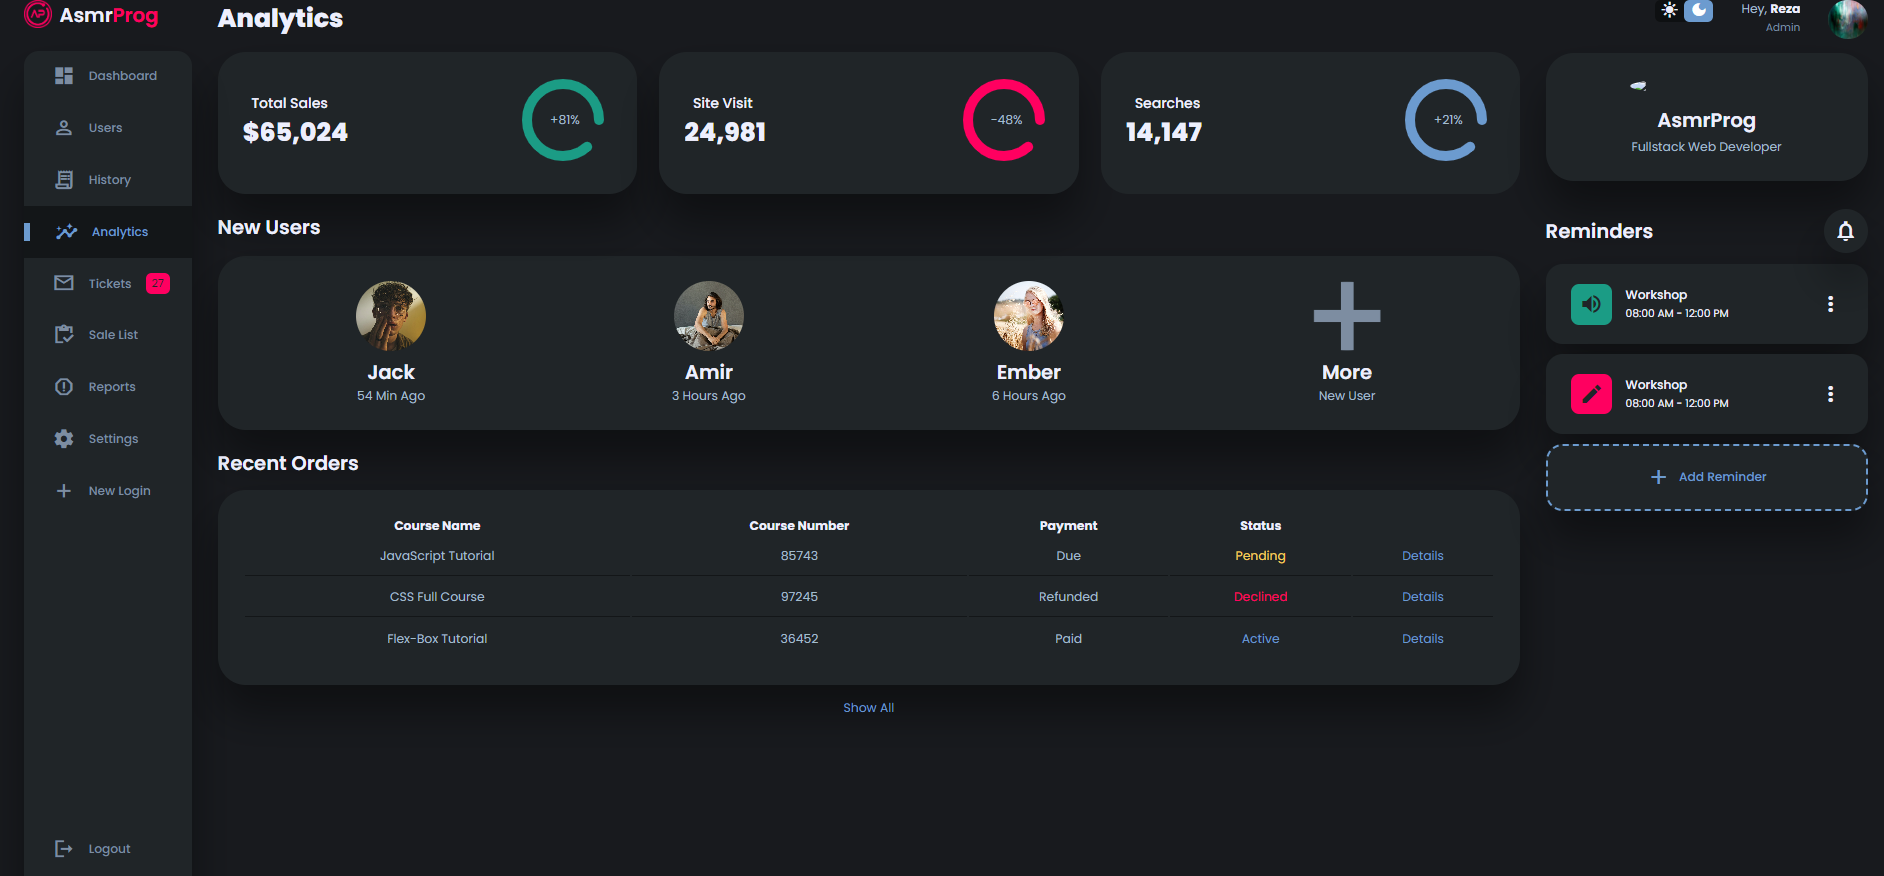 AsmrProg
Dashboard
Users
History
Analytics
Tickets 27
Sale List
Reports
Settings
New Login
Logout
Analytics
Total Sales
$65,024
+81%
Site Visit
24,981
-48%
Searches
14,147
+21%
New Users
Jack
54 Min Ago
Amir
3 Hours Ago
Ember
6 Hours Ago
More
New User
Recent Orders
Course Name Course Number Payment Status
JavaScript Tutorial 85743 Due Pending Details
CSS Full Course 97245 Refunded Declined Details
Flex-Box Tutorial 36452 Paid Active Details
Show All
Hey, Reza
Admin
AsmrProg
Fullstack Web Developer
Reminders
Workshop
08:00 AM - 12:00 PM
Workshop
08:00 AM - 12:00 PM
Add Reminder